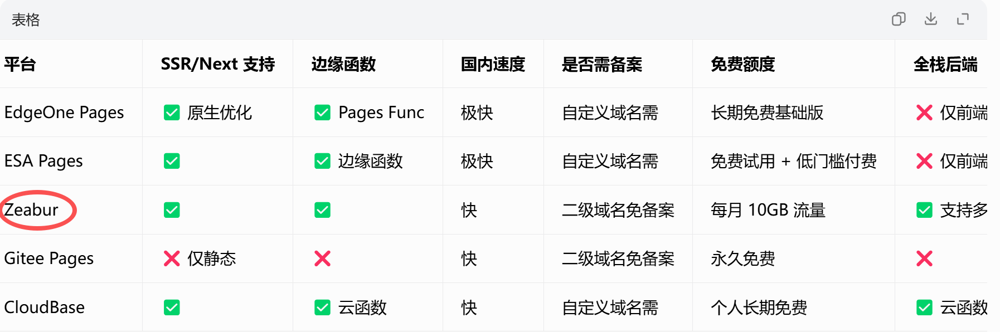 表格
平台 SSR/Next 支持 边缘函数 国内速度 是否需备案 免费额度 全栈后端
EdgeOne Pages ✅ 原生优化 ✅ Pages Func 极快 自定义域名需 长期免费基础版 ❌ 仅前端
ESA Pages ✅ ✅ 边缘函数 极快 自定义域名需 免费试用 + 低门槛付费 ❌ 仅前端
Zeabur ✅ ✅ 快 二级域名免备案 每月 10GB 流量 ✅ 支持多
Gitee Pages ❌ 仅静态 ❌ 快 二级域名免备案 永久免费 ❌
CloudBase ✅ ✅ 云函数 快 自定义域名需 个人长期免费 ✅ 云函数